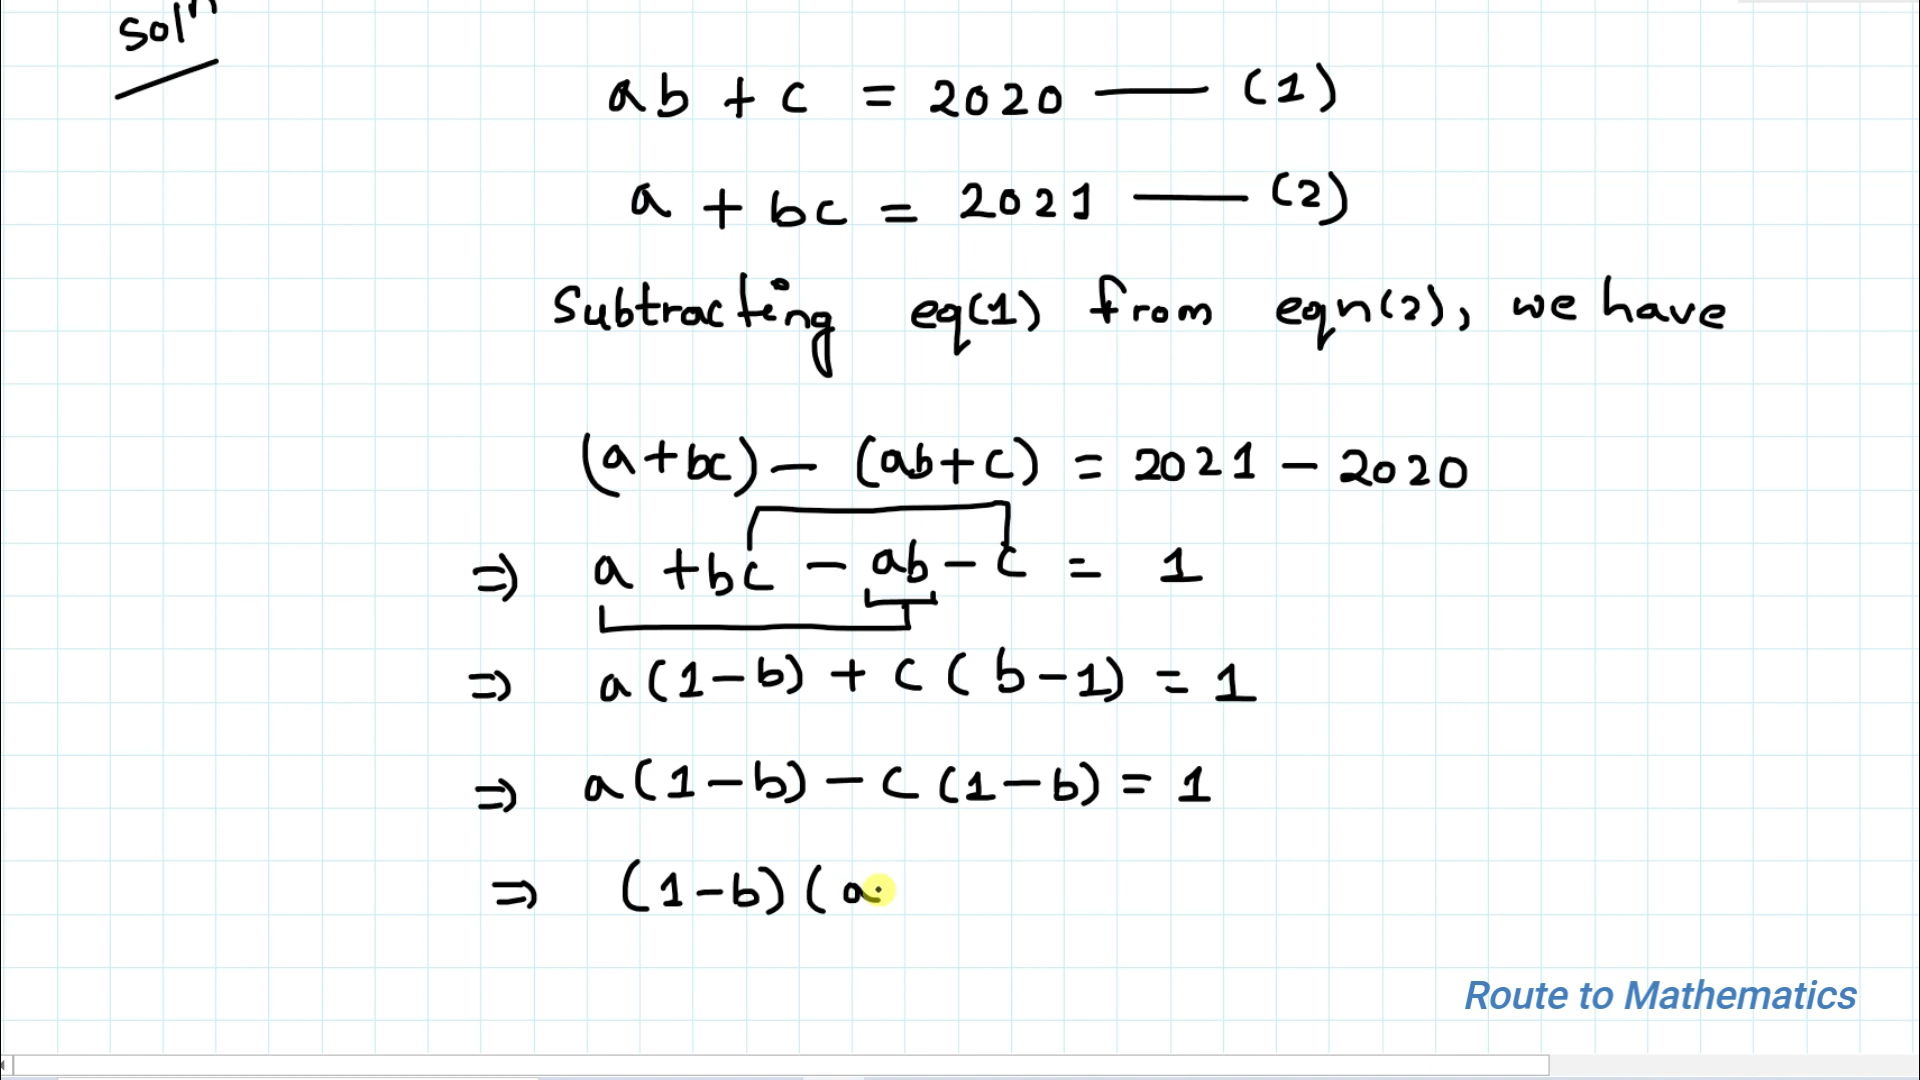 Solⁿ
ab + c = 2020 —— (1)
a + bc = 2021 —— (2)
Subtracting eq(1) from eqn(2), we have
(a+bc) − (ab+c) = 2021 − 2020
⇒ a + bc − ab − c = 1
⇒ a(1−b) + c(b−1) = 1
⇒ a(1−b) − c(1−b) = 1
⇒ (1−b)(a
Route to Mathematics